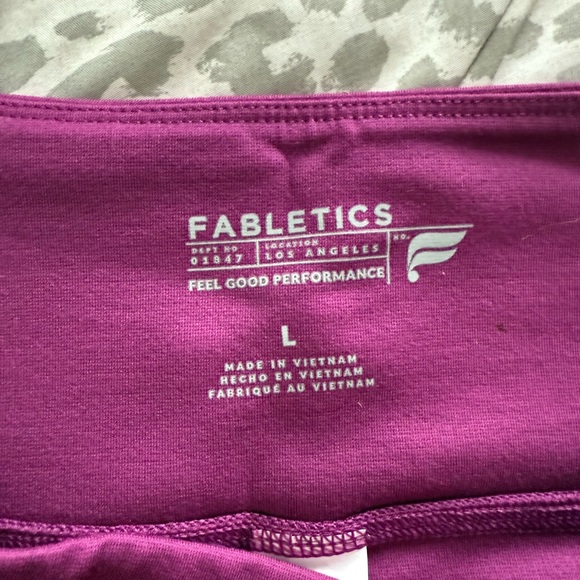 FABLETICS
DEPT NO LOCATION NO.
01847 LOS ANGELES
FEEL GOOD PERFORMANCE
L
MADE IN VIETNAM
HECHO EN VIETNAM
FABRIQUÉ AU VIETNAM